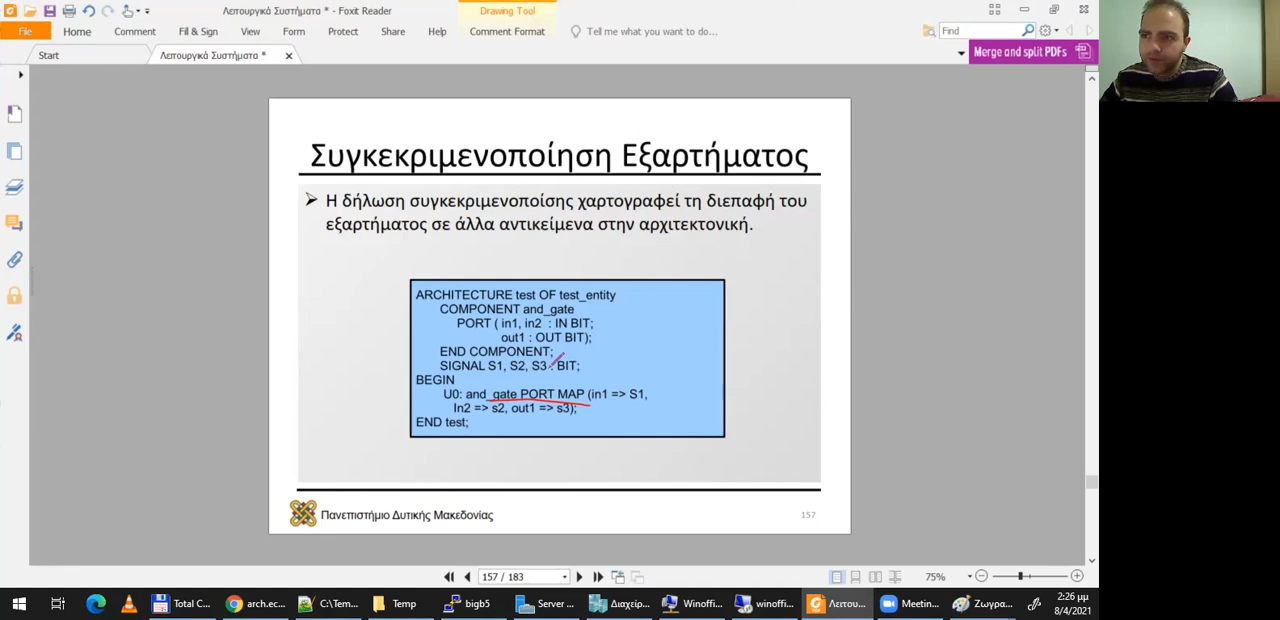 Λειτουργικά Συστήματα * - Foxit Reader
Drawing Tool
File Home Comment Fill & Sign View Form Protect Share Help Comment Format Tell me what you want to do... Find
Start Λειτουργικά Συστήματα * Merge and split PDFs
Συγκεκριμενοποίηση Εξαρτήματος
Η δήλωση συγκεκριμενοποίσης χαρτογραφεί τη διεπαφή του
εξαρτήματος σε άλλα αντικείμενα στην αρχιτεκτονική.
ARCHITECTURE test OF test_entity
COMPONENT and_gate
PORT ( in1, in2 : IN BIT;
out1 : OUT BIT);
END COMPONENT;
SIGNAL S1, S2, S3 : BIT;
BEGIN
U0: and_gate PORT MAP (in1 => S1,
In2 => s2, out1 => s3);
END test;
Πανεπιστήμιο Δυτικής Μακεδονίας 157
157 / 183 75%
Total C... arch.ec... C:\Tem... Temp bigb5 Server ... Διαχείρ... Winoffi... winoffi... Λειτου... Meetin... Ζωγρα... 2:26 μμ
8/4/2021